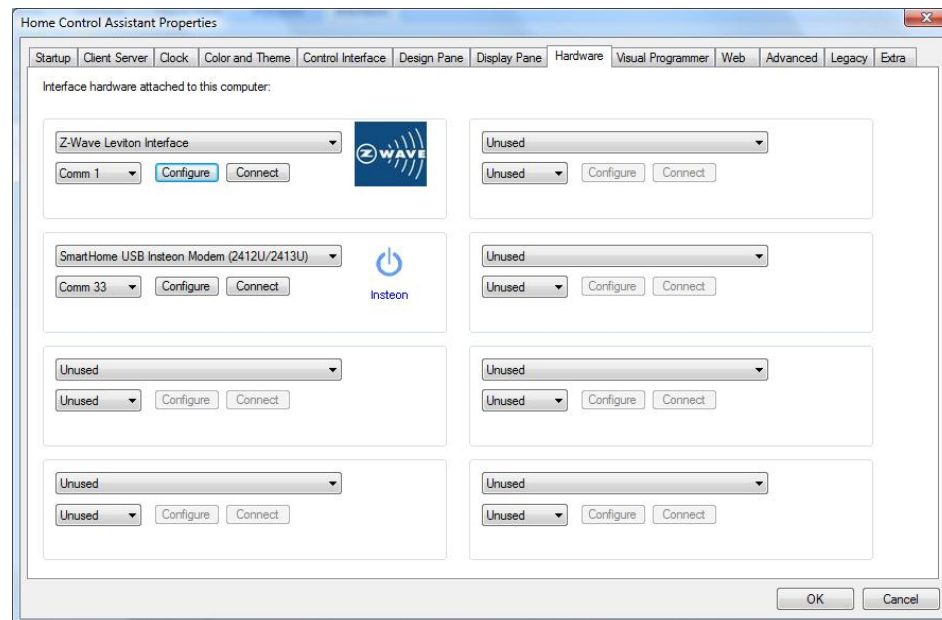 Home Control Assistant Properties
Startup Client Server Clock Color and Theme Control Interface Design Pane Display Pane Hardware Visual Programmer Web Advanced Legacy Extra
Interface hardware attached to this computer:
Z-Wave Leviton Interface
Comm 1 Configure Connect
Z WAVE
Unused
Unused Configure Connect
SmartHome USB Insteon Modem (2412U/2413U)
Comm 33 Configure Connect
Insteon
Unused
Unused Configure Connect
Unused
Unused Configure Connect
Unused
Unused Configure Connect
Unused
Unused Configure Connect
Unused
Unused Configure Connect
OK Cancel